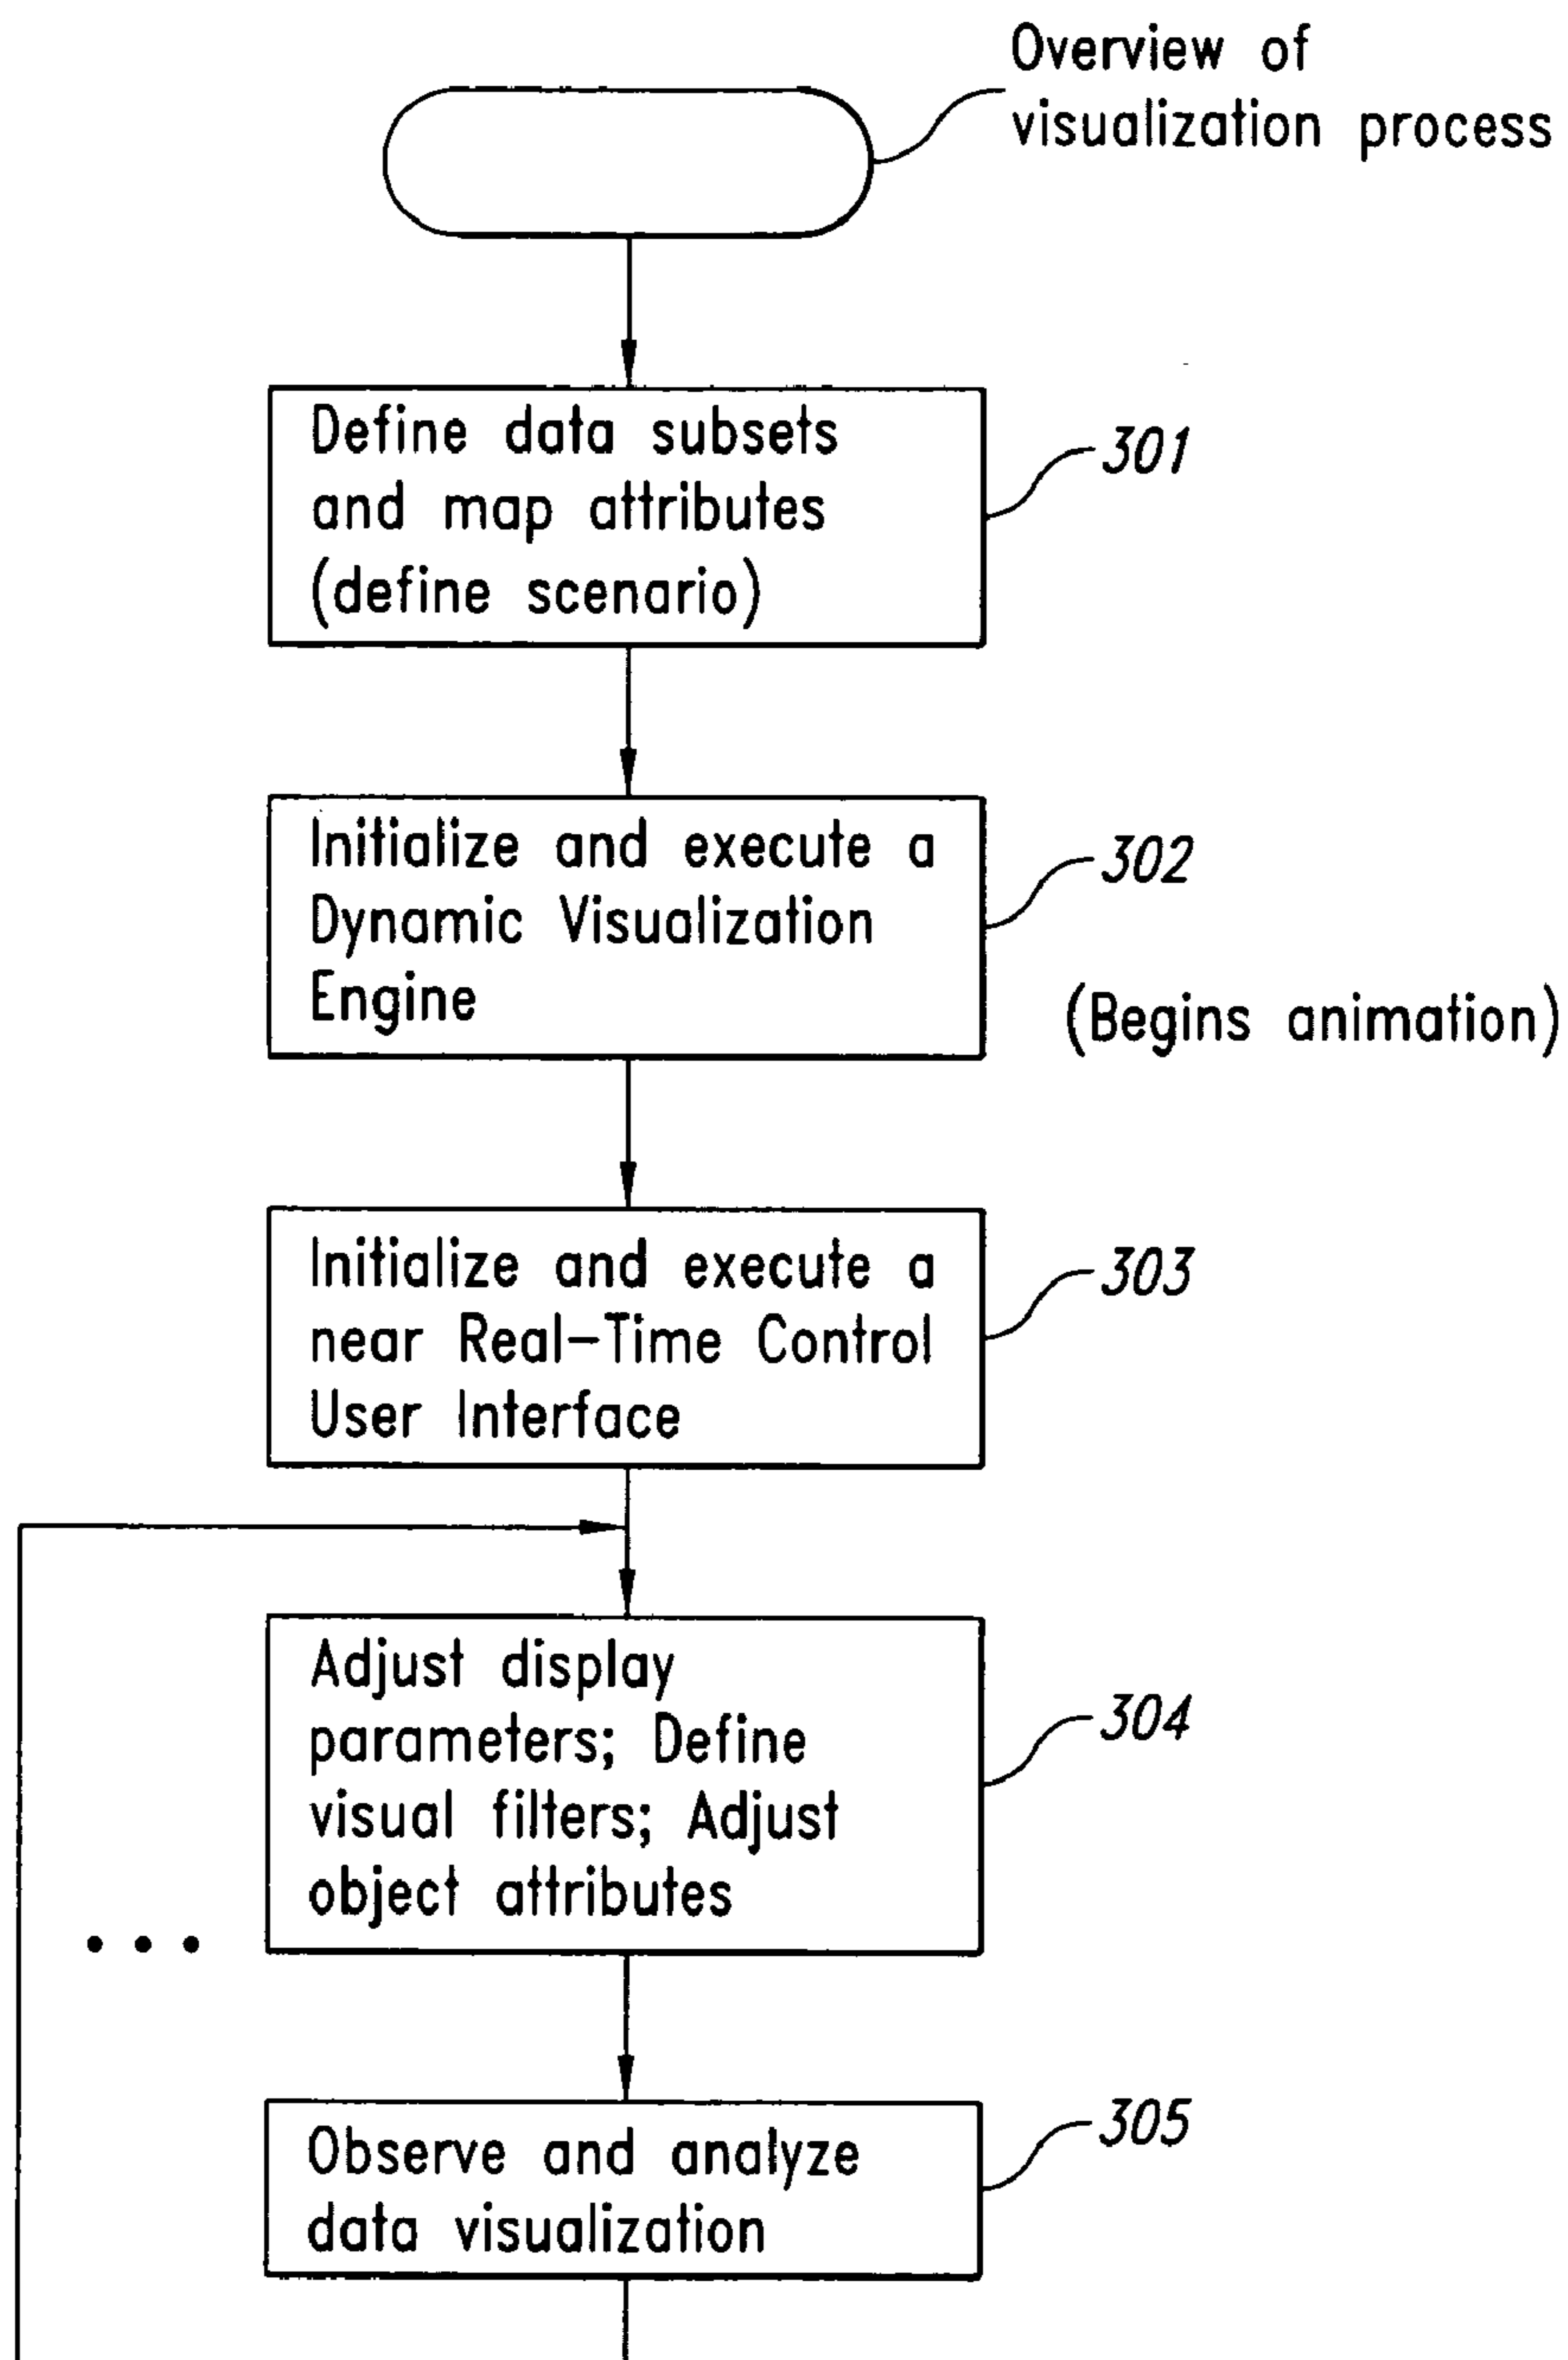 Overview of
visualization process
Define data subsets
and map attributes
(define scenario)
301
Initialize and execute a
Dynamic Visualization
Engine
302
(Begins animation)
Initialize and execute a
near Real-Time Control
User Interface
303
Adjust display
parameters; Define
visual filters; Adjust
object attributes
304
• • •
Observe and analyze
data visualization
305